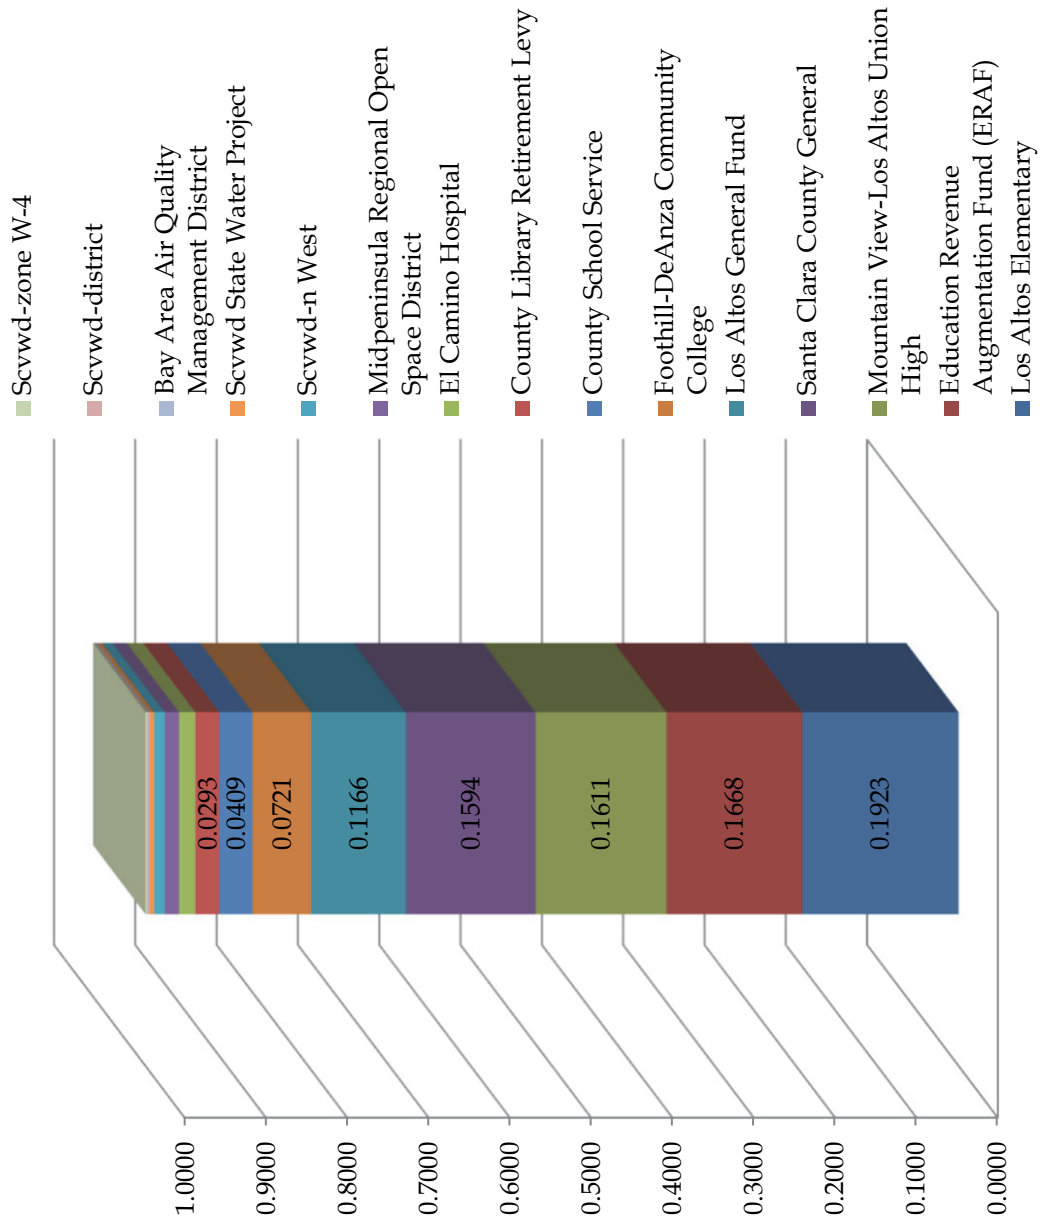 Scvwd-zone W-4
Scvwd-district
Bay Area Air Quality
Management District
Scvwd State Water Project
Scvwd-n West
Midpeninsula Regional Open
Space District
El Camino Hospital
County Library Retirement Levy
County School Service
Foothill-DeAnza Community
College
Los Altos General Fund
Santa Clara County General
Mountain View-Los Altos Union
High
Education Revenue
Augmentation Fund (ERAF)
Los Altos Elementary
0.0293
0.0409
0.0721
0.1166
0.1594
0.1611
0.1668
0.1923
1.0000
0.9000
0.8000
0.7000
0.6000
0.5000
0.4000
0.3000
0.2000
0.1000
0.0000